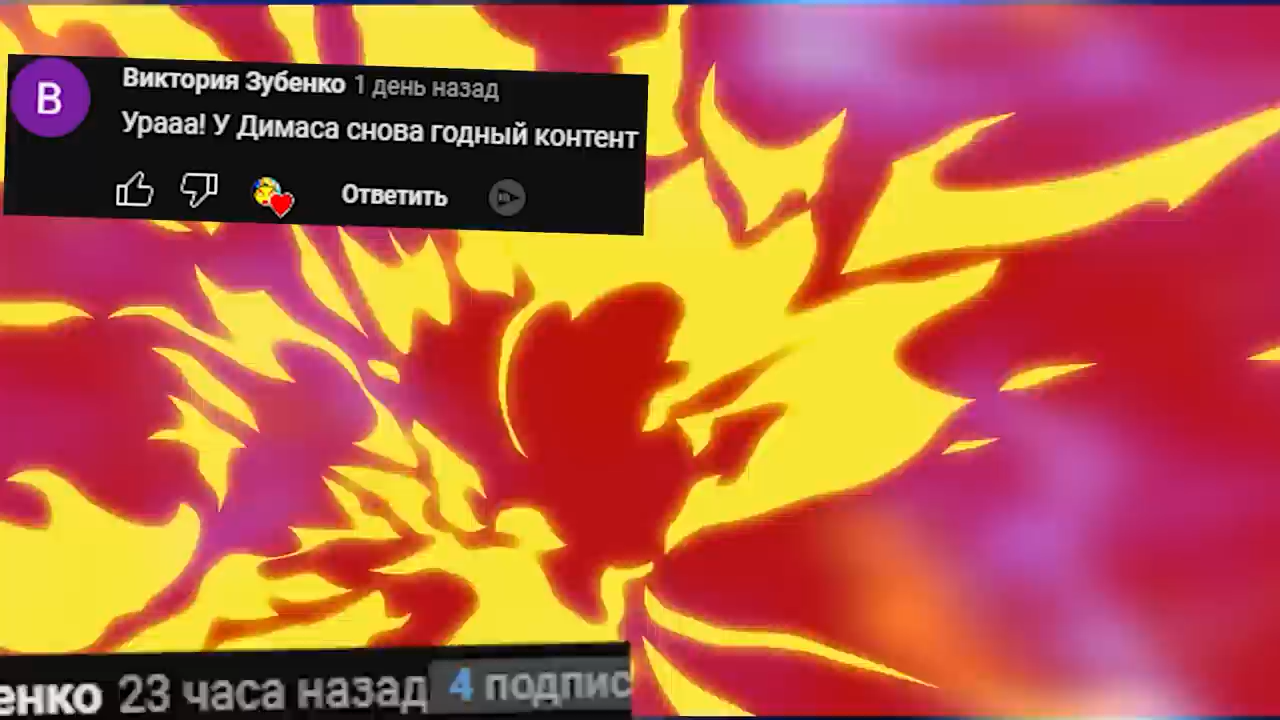 В
Виктория Зубенко 1 день назад
Урааа! У Димаса снова годный контент
Ответить
енко 23 часа назад 4 подпис